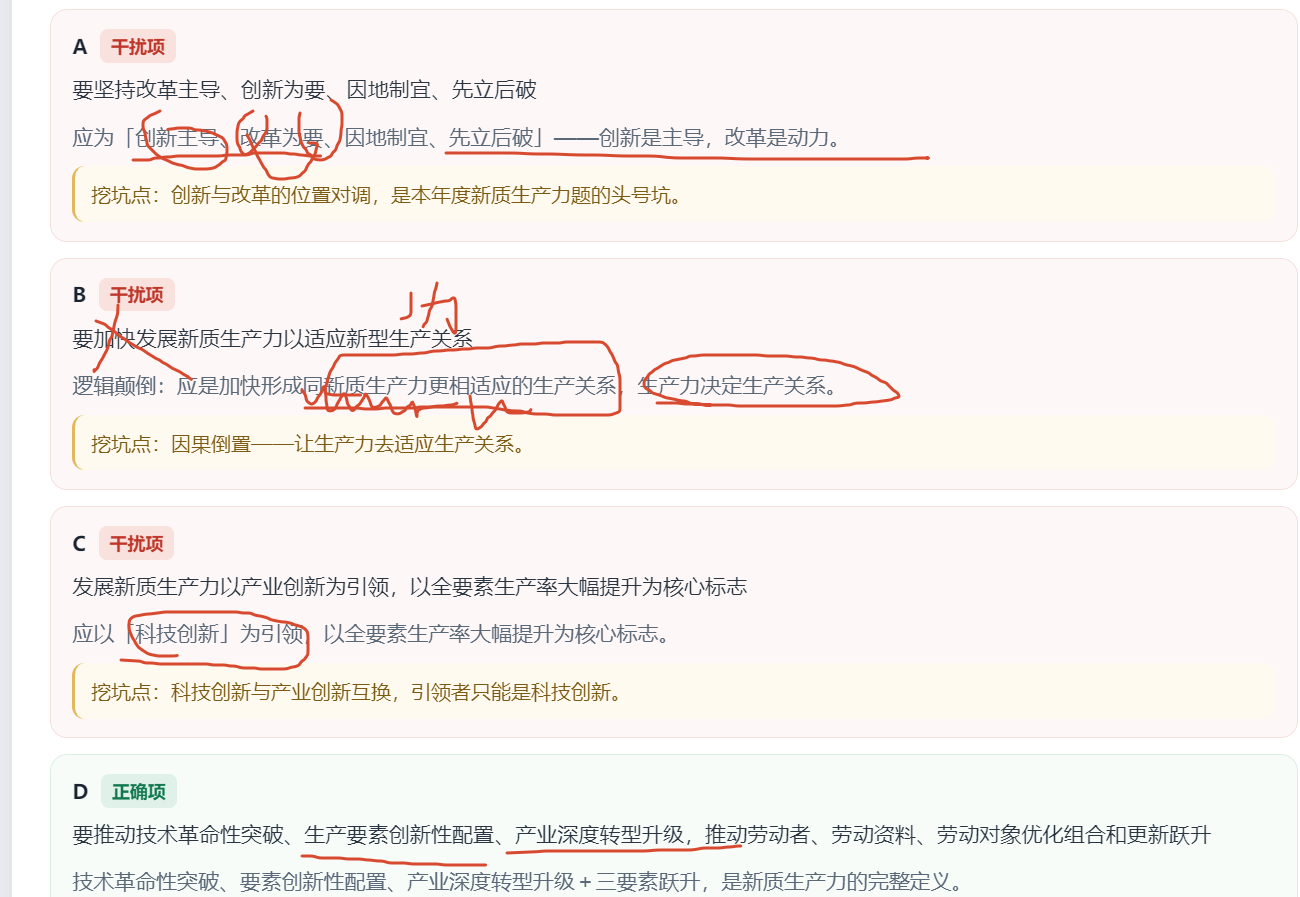 A 干扰项
要坚持改革主导、创新为要、因地制宜、先立后破
应为「创新主导、改革为要、因地制宜、先立后破」——创新是主导，改革是动力。
挖坑点：创新与改革的位置对调，是本年度新质生产力题的头号坑。
B 干扰项
要加快发展新质生产力以适应新型生产关系
逻辑颠倒：应是加快形成同新质生产力更相适应的生产关系，生产力决定生产关系。
挖坑点：因果倒置——让生产力去适应生产关系。
C 干扰项
发展新质生产力以产业创新为引领，以全要素生产率大幅提升为核心标志
应以「科技创新」为引领，以全要素生产率大幅提升为核心标志。
挖坑点：科技创新与产业创新互换，引领者只能是科技创新。
D 正确项
要推动技术革命性突破、生产要素创新性配置、产业深度转型升级，推动劳动者、劳动资料、劳动对象优化组合和更新跃升
技术革命性突破、要素创新性配置、产业深度转型升级＋三要素跃升，是新质生产力的完整定义。